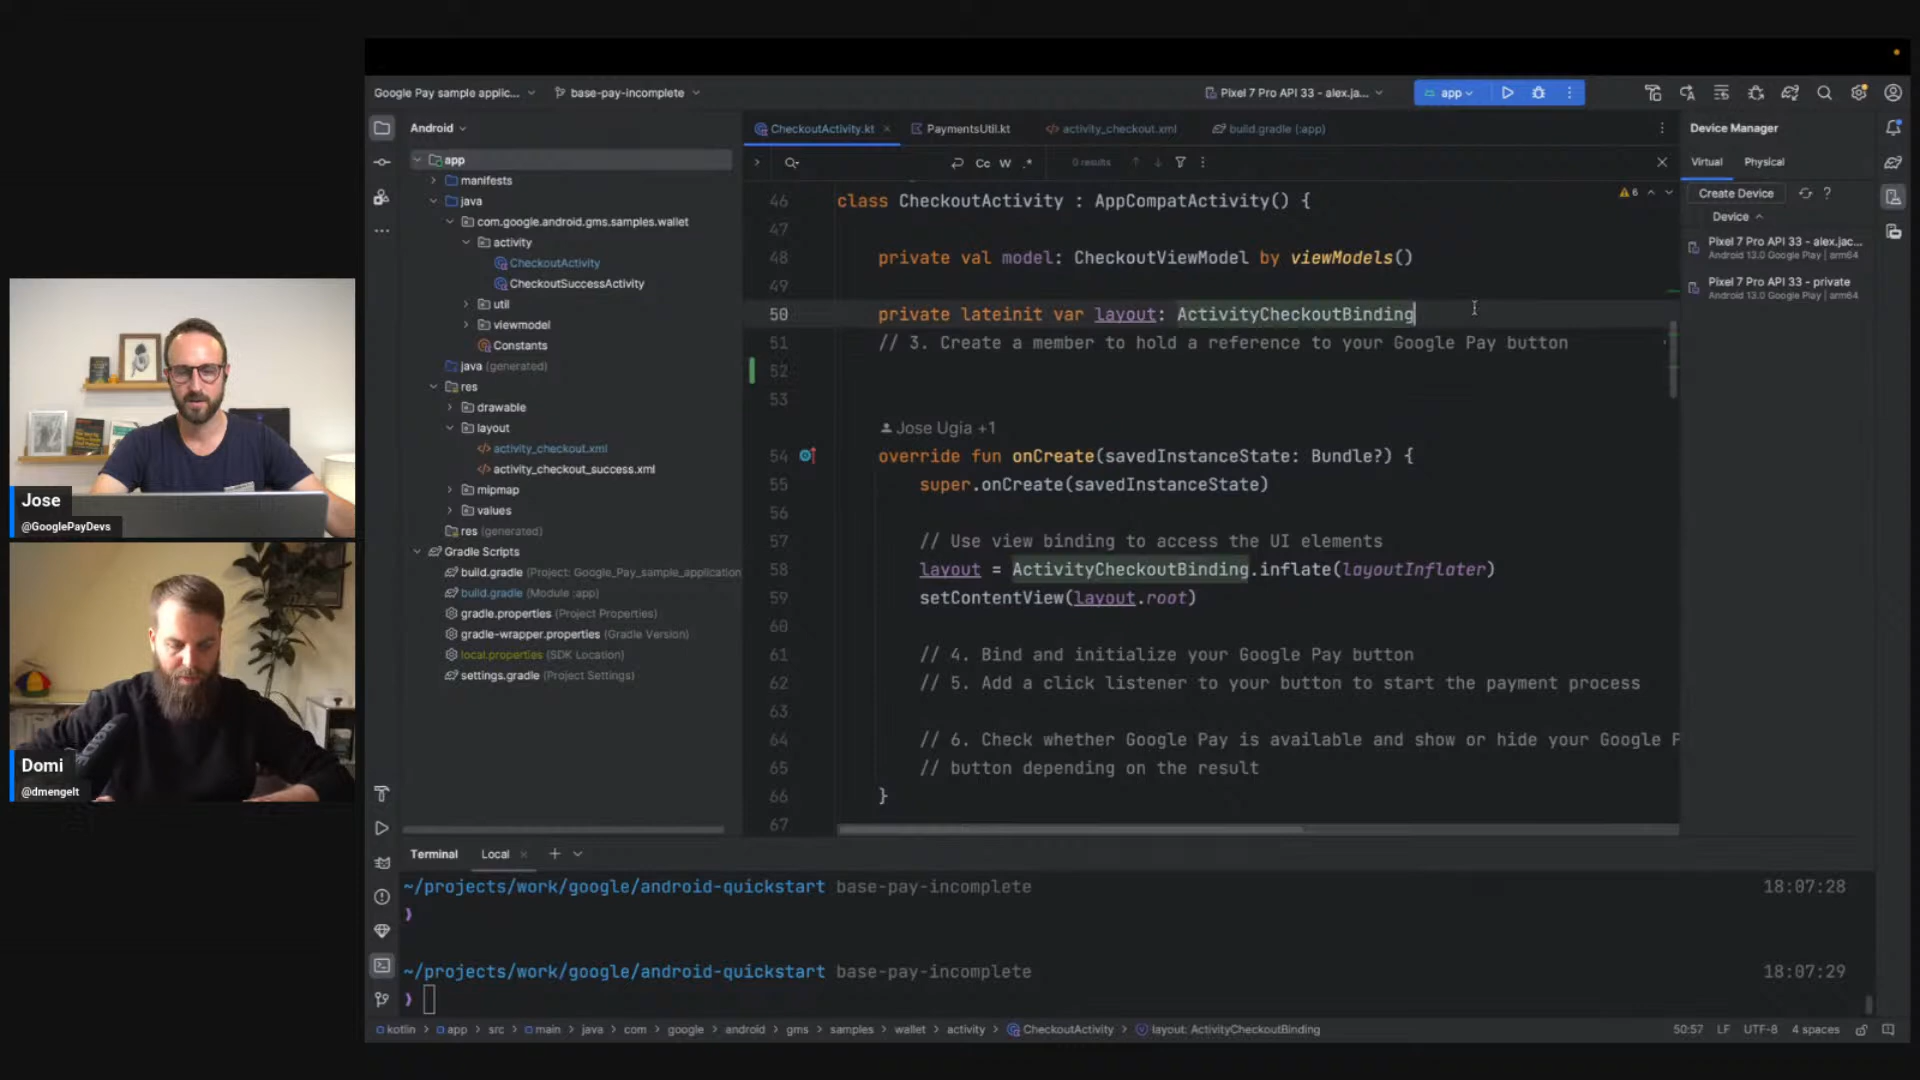 Google Pay sample applic...
base-pay-incomplete
Pixel 7 Pro API 33 - alex.ja...
app
Android
CheckoutActivity.kt
PaymentsUtil.kt
activity_checkout.xml
build.gradle (:app)
Device Manager
app
manifests
java
com.google.android.gms.samples.wallet
activity
CheckoutActivity
CheckoutSuccessActivity
util
viewmodel
Constants
java (generated)
res
drawable
layout
activity_checkout.xml
activity_checkout_success.xml
mipmap
values
res (generated)
Gradle Scripts
build.gradle (Project: Google_Pay_sample_application
build.gradle (Module :app)
gradle.properties (Project Properties)
gradle-wrapper.properties (Gradle Version)
local.properties (SDK Location)
settings.gradle (Project Settings)
Cc W .*
0 results
6
46 class CheckoutActivity : AppCompatActivity() {
47
48 private val model: CheckoutViewModel by viewModels()
49
50 private lateinit var layout: ActivityCheckoutBinding
51 // 3. Create a member to hold a reference to your Google Pay button
52
53
Jose Ugia +1
54 override fun onCreate(savedInstanceState: Bundle?) {
55 super.onCreate(savedInstanceState)
56
57 // Use view binding to access the UI elements
58 layout = ActivityCheckoutBinding.inflate(layoutInflater)
59 setContentView(layout.root)
60
61 // 4. Bind and initialize your Google Pay button
62 // 5. Add a click listener to your button to start the payment process
63
64 // 6. Check whether Google Pay is available and show or hide your Google P
65 // button depending on the result
66 }
67
Virtual Physical
Create Device ?
Device
Pixel 7 Pro API 33 - alex.jac...
Android 13.0 Google Play | arm64
Pixel 7 Pro API 33 - private
Android 13.0 Google Play | arm64
Jose
@GooglePayDevs
Domi
@dmengelt
Terminal Local
~/projects/work/google/android-quickstart base-pay-incomplete 18:07:28
~/projects/work/google/android-quickstart base-pay-incomplete 18:07:29
kotlin > app > src > main > java > com > google > android > gms > samples > wallet > activity > CheckoutActivity > layout: ActivityCheckoutBinding
50:57 LF UTF-8 4 spaces